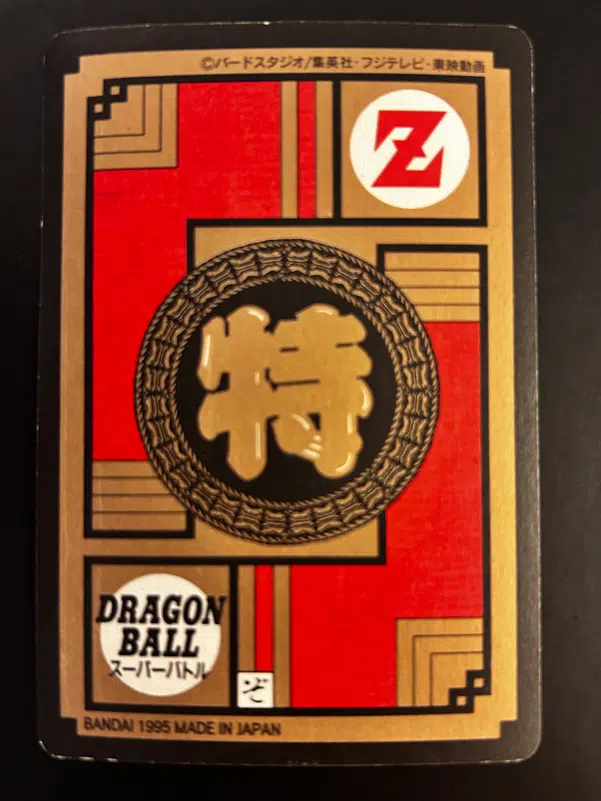 ©バードスタジオ/集英社・フジテレビ・東映動画
Z
特
DRAGON
BALL
スーパーバトル
ぞ
BANDAI 1995 MADE IN JAPAN